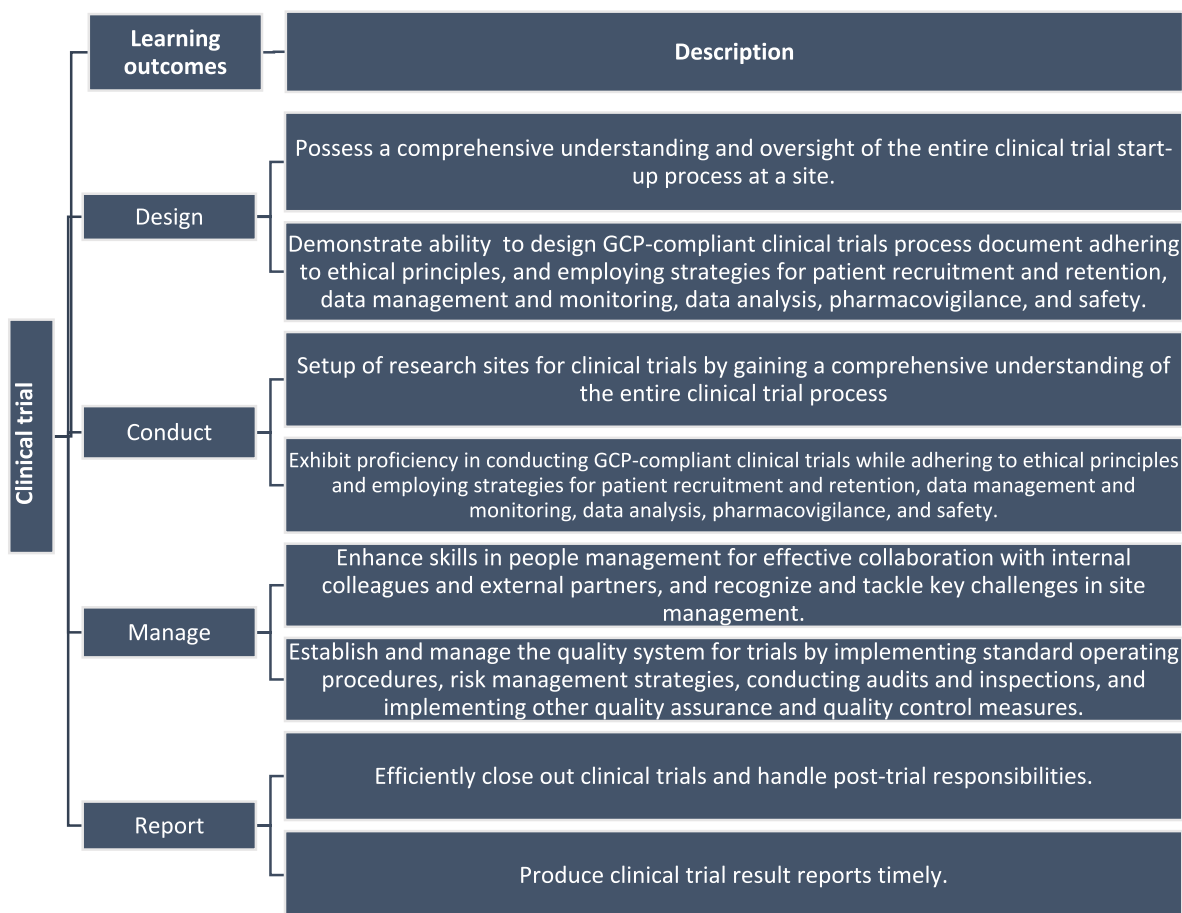 Learning
outcomes
Description
Clinical trial
Design
Possess a comprehensive understanding and oversight of the entire clinical trial start-
up process at a site.
Demonstrate ability  to design GCP-compliant clinical trials process document adhering
to ethical principles, and employing strategies for patient recruitment and retention,
data management and monitoring, data analysis, pharmacovigilance, and safety.
Conduct
Setup of research sites for clinical trials by gaining a comprehensive understanding of
the entire clinical trial process
Exhibit proficiency in conducting GCP-compliant clinical trials while adhering to ethical principles
and employing strategies for patient recruitment and retention, data management and
monitoring, data analysis, pharmacovigilance, and safety.
Manage
Enhance skills in people management for effective collaboration with internal
colleagues and external partners, and recognize and tackle key challenges in site
management.
Establish and manage the quality system for trials by implementing standard operating
procedures, risk management strategies, conducting audits and inspections, and
implementing other quality assurance and quality control measures.
Report
Efficiently close out clinical trials and handle post-trial responsibilities.
Produce clinical trial result reports timely.